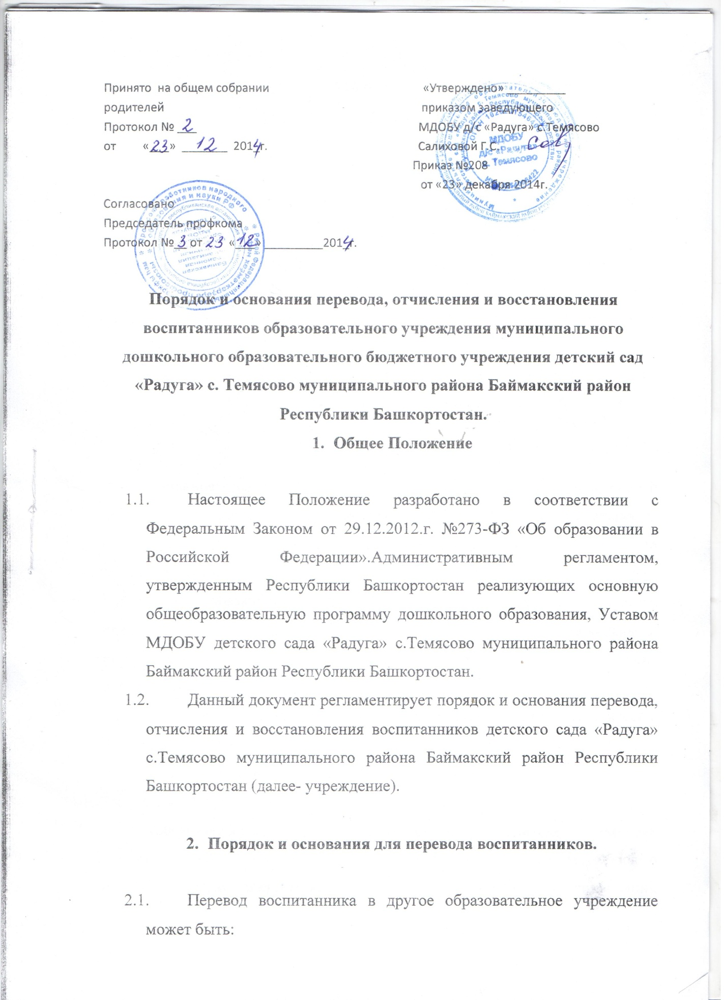 Принято на общем собрании
родителей
Протокол № 2
от «23» 12 2014г.
«Утверждено»
приказом заведующего
МДОБУ д/с «Радуга» с.Темясово
Салиховой Г.С.
Приказ №208
от «23» декабря 2014г.
МДОБУ
д/с «Радуга»
с. Темясово
Согласовано
Председатель профкома
Протокол № 3 от 23 «12» 2014г.
Порядок и основания перевода, отчисления и восстановления
воспитанников образовательного учреждения муниципального
дошкольного образовательного бюджетного учреждения детский сад
«Радуга» с. Темясово муниципального района Баймакский район
Республики Башкортостан.
1. Общее Положение
1.1. Настоящее Положение разработано в соответствии с
Федеральным Законом от 29.12.2012.г. №273-ФЗ «Об образовании в
Российской Федерации».Административным регламентом,
утвержденным Республики Башкортостан реализующих основную
общеобразовательную программу дошкольного образования, Уставом
МДОБУ детского сада «Радуга» с.Темясово муниципального района
Баймакский район Республики Башкортостан.
1.2. Данный документ регламентирует порядок и основания перевода,
отчисления и восстановления воспитанников детского сада «Радуга»
с.Темясово муниципального района Баймакский район Республики
Башкортостан (далее- учреждение).
2. Порядок и основания для перевода воспитанников.
2.1. Перевод воспитанника в другое образовательное учреждение
может быть: